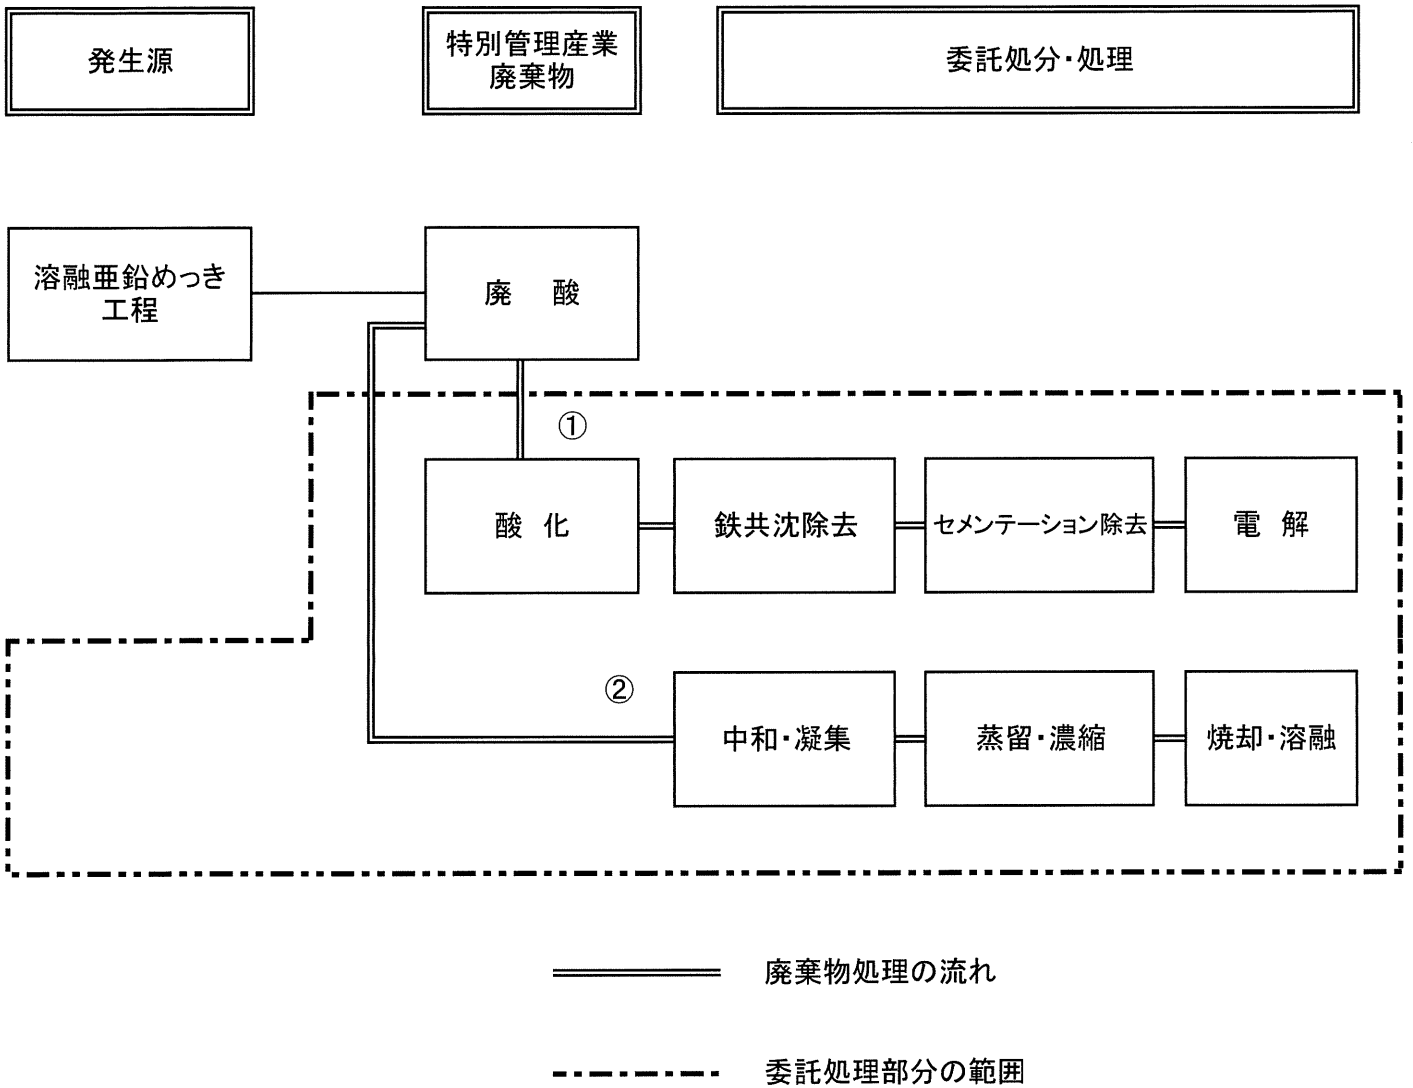 発生源
特別管理産業
廃棄物
委託処分・処理
溶融亜鉛めっき
工程
廃 酸
①
酸 化
鉄共沈除去
セメンテーション除去
電 解
②
中和・凝集
蒸留・濃縮
焼却・溶融
廃棄物処理の流れ
委託処理部分の範囲